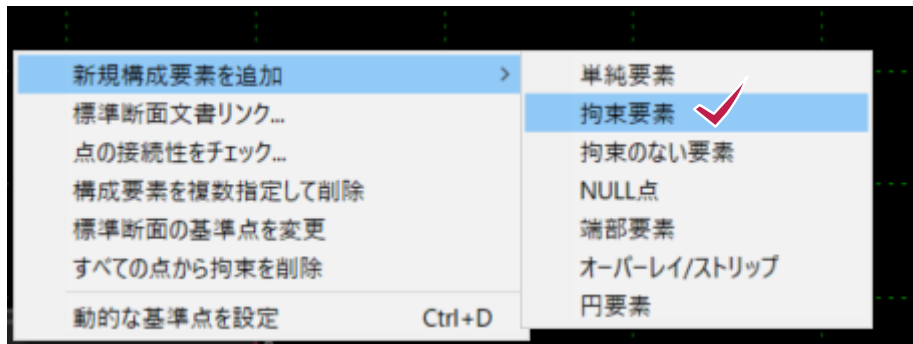 新規構成要素を追加 >
標準断面文書リンク...
点の接続性をチェック...
構成要素を複数指定して削除
標準断面の基準点を変更
すべての点から拘束を削除
動的な基準点を設定 Ctrl+D
単純要素
拘束要素
拘束のない要素
NULL点
端部要素
オーバーレイ/ストリップ
円要素